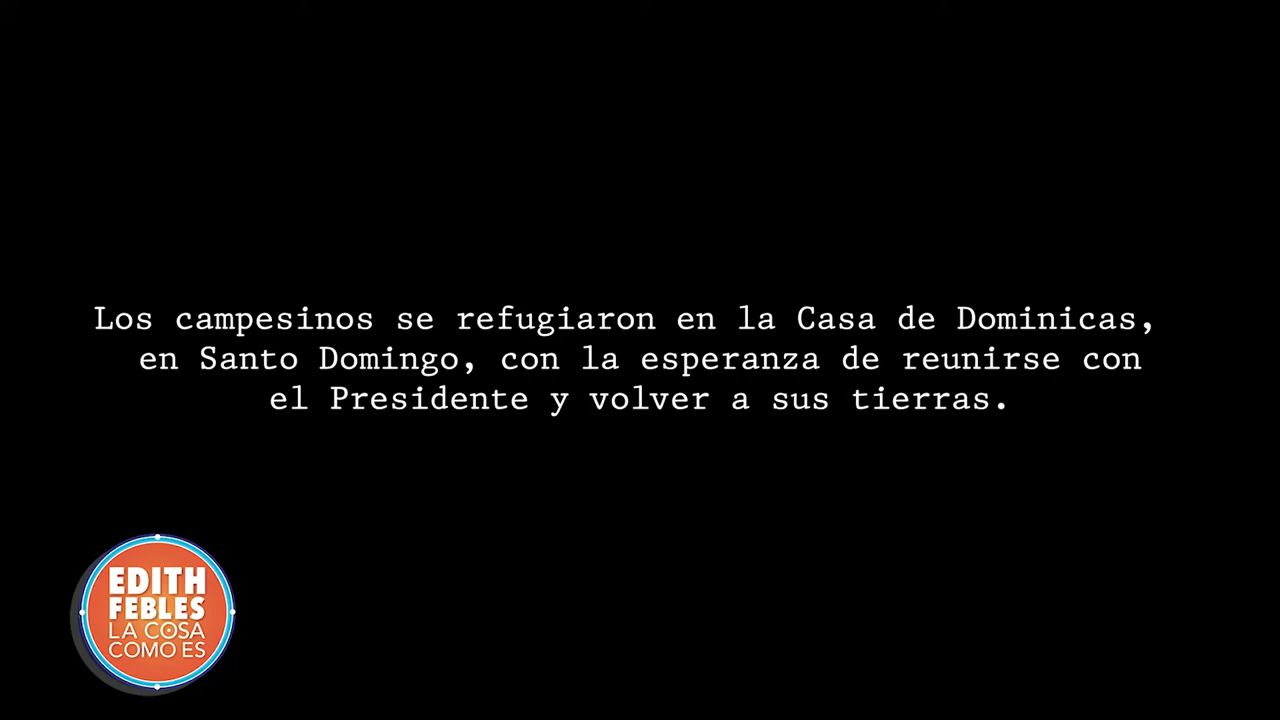 Los campesinos se refugiaron en la Casa de Dominicas,
en Santo Domingo, con la esperanza de reunirse con
el Presidente y volver a sus tierras.
EDITH
FEBLES
LA COSA
COMO ES